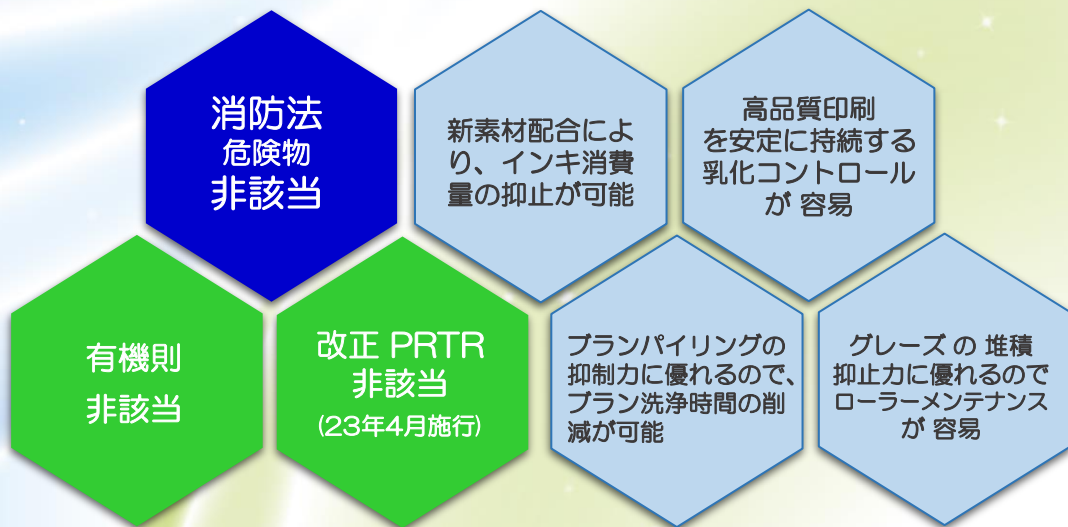 消防法
危険物
非該当
新素材配合によ
り、インキ消費
量の抑止が可能
高品質印刷
を安定に持続する
乳化コントロール
が 容易
有機則
非該当
改正 PRTR
非該当
(23年4月施行)
ブランパイリングの
抑制力に優れるので、
ブラン洗浄時間の削
減が可能
グレーズ の 堆積
抑止力に優れるので
ローラーメンテナンス
が 容易